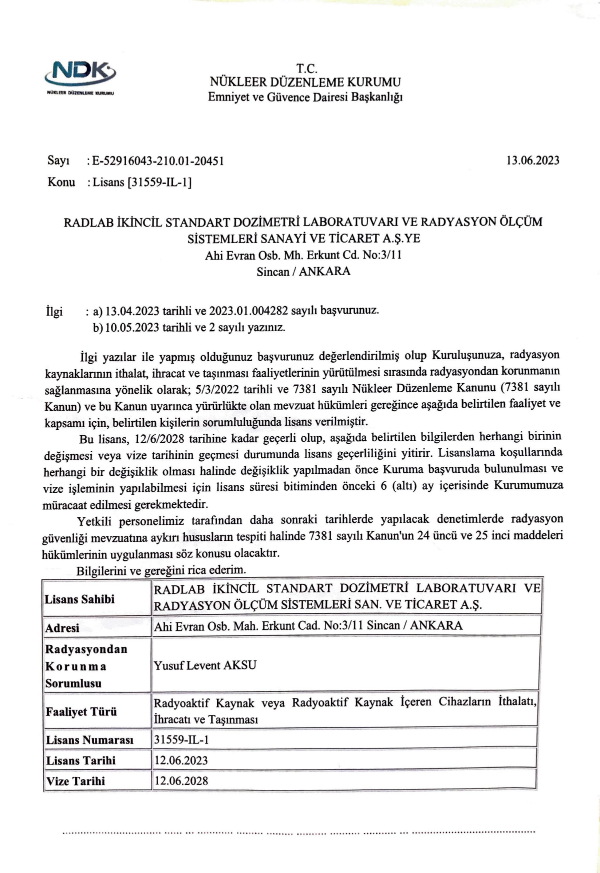 NDK
NÜKLEER DÜZENLEME KURUMU
T.C.
NÜKLEER DÜZENLEME KURUMU
Emniyet ve Güvence Dairesi Başkanlığı
Sayı : E-52916043-210.01-20451 13.06.2023
Konu : Lisans [31559-IL-1]
RADLAB İKİNCİL STANDART DOZİMETRİ LABORATUVARI VE RADYASYON ÖLÇÜM
SİSTEMLERİ SANAYİ VE TİCARET A.Ş.YE
Ahi Evran Osb. Mh. Erkunt Cd. No:3/11
Sincan / ANKARA
İlgi : a) 13.04.2023 tarihli ve 2023.01.004282 sayılı başvurunuz.
b) 10.05.2023 tarihli ve 2 sayılı yazınız.
İlgi yazılar ile yapmış olduğunuz başvurunuz değerlendirilmiş olup Kuruluşunuza, radyasyon
kaynaklarının ithalat, ihracat ve taşınması faaliyetlerinin yürütülmesi sırasında radyasyondan korunmanın
sağlanmasına yönelik olarak; 5/3/2022 tarihli ve 7381 sayılı Nükleer Düzenleme Kanunu (7381 sayılı
Kanun) ve bu Kanun uyarınca yürürlükte olan mevzuat hükümleri gereğince aşağıda belirtilen faaliyet ve
kapsamı için, belirtilen kişilerin sorumluluğunda lisans verilmiştir.
Bu lisans, 12/6/2028 tarihine kadar geçerli olup, aşağıda belirtilen bilgilerden herhangi birinin
değişmesi veya vize tarihinin geçmesi durumunda lisans geçerliliğini yitirir. Lisanslama koşullarında
herhangi bir değişiklik olması halinde değişiklik yapılmadan önce Kuruma başvuruda bulunulması ve
vize işleminin yapılabilmesi için lisans süresi bitiminden önceki 6 (altı) ay içerisinde Kurumumuza
müracaat edilmesi gerekmektedir.
Yetkili personelimiz tarafından daha sonraki tarihlerde yapılacak denetimlerde radyasyon
güvenliği mevzuatına aykırı hususların tespiti halinde 7381 sayılı Kanun'un 24 üncü ve 25 inci maddeleri
hükümlerinin uygulanması söz konusu olacaktır.
Bilgilerini ve gereğini rica ederim.
Lisans Sahibi RADLAB İKİNCİL STANDART DOZİMETRİ LABORATUVARI VE
RADYASYON ÖLÇÜM SİSTEMLERİ SAN. VE TİCARET A.Ş.
Adresi Ahi Evran Osb. Mah. Erkunt Cad. No:3/11 Sincan / ANKARA
Radyasyondan
Korunma
Sorumlusu Yusuf Levent AKSU
Faaliyet Türü Radyoaktif Kaynak veya Radyoaktif Kaynak İçeren Cihazların İthalatı,
İhracatı ve Taşınması
Lisans Numarası 31559-IL-1
Lisans Tarihi 12.06.2023
Vize Tarihi 12.06.2028